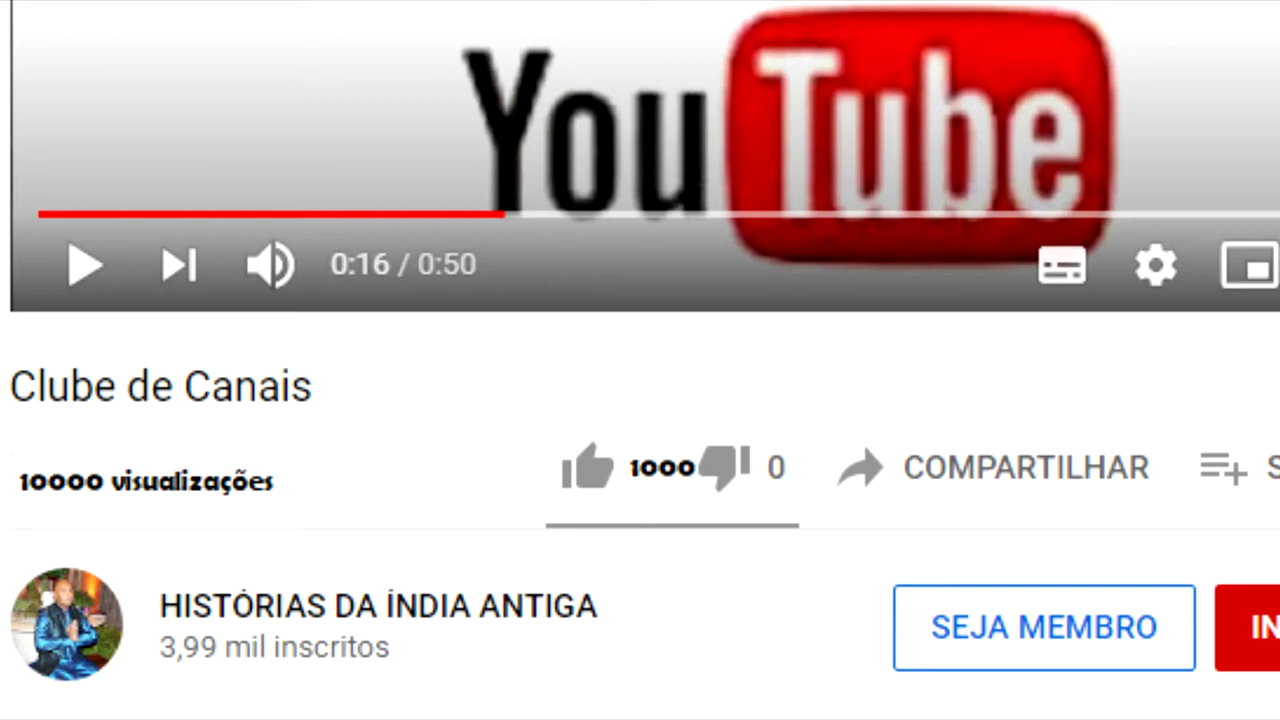 YouTube
0:16 / 0:50
Clube de Canais
10000 visualizações
1000 0 COMPARTILHAR S
HISTÓRIAS DA ÍNDIA ANTIGA
3,99 mil inscritos
SEJA MEMBRO IN